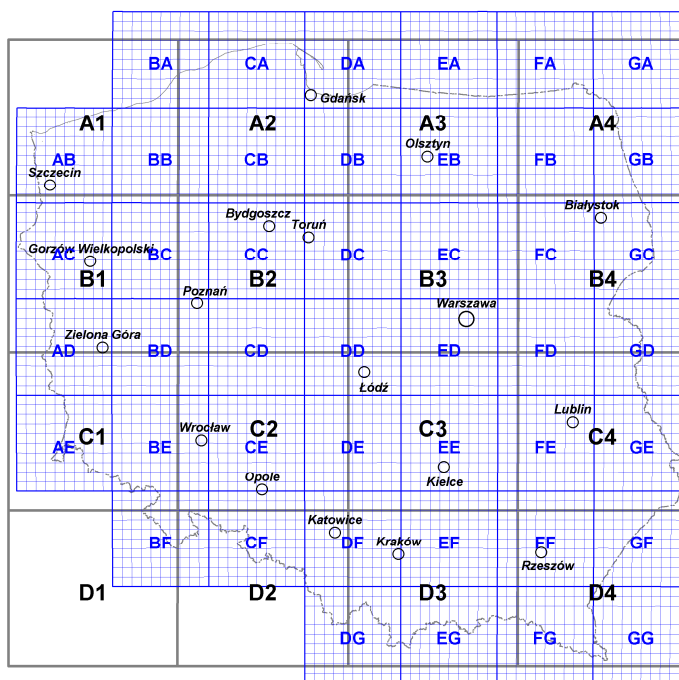 BA CA DA EA FA GA
Gdańsk
A1 A2 A3 A4
Olsztyn
AB BB CB DB EB FB GB
Szczecin
Bydgoszcz Toruń Białystok
Gorzów Wielkopolski
AC BC CC DC EC FC GC
B1 B2 B3 B4
Poznań Warszawa
Zielona Góra
AD BD CD DD ED FD GD
Łódź
Lublin
Wrocław
C1 C2 C3 C4
AE BE CE DE EE FE GE
Opole Kielce
Katowice
Kraków
BF CF DF EF FF GF
Rzeszów
D1 D2 D3 D4
DG EG FG GG